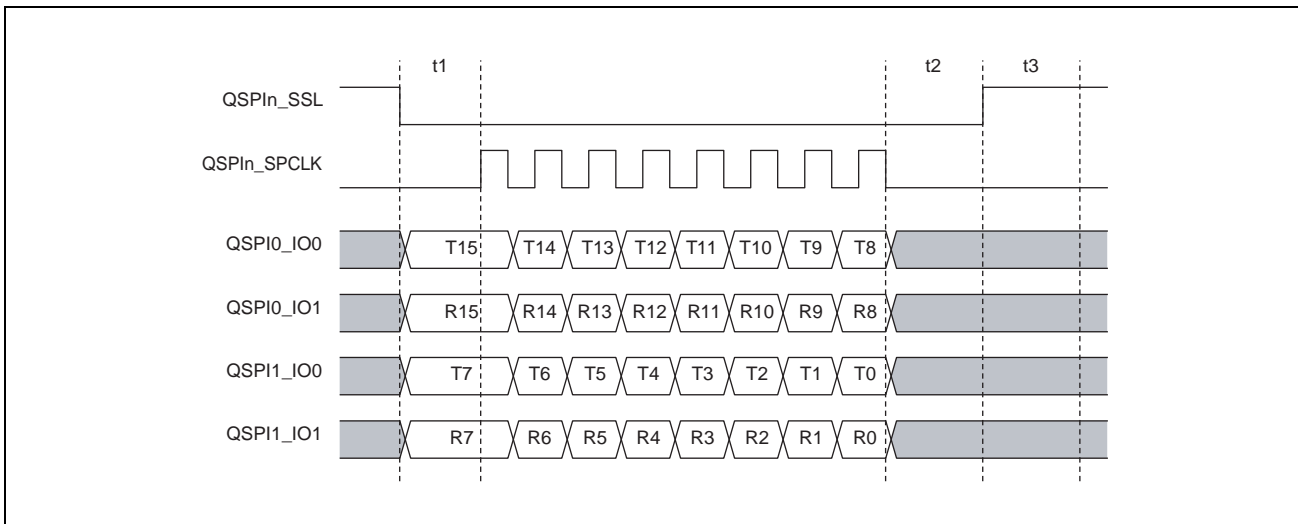 t1 t2 t3
QSPIn_SSL
QSPIn_SPCLK
QSPI0_IO0 T15 T14 T13 T12 T11 T10 T9 T8
QSPI0_IO1 R15 R14 R13 R12 R11 R10 R9 R8
QSPI1_IO0 T7 T6 T5 T4 T3 T2 T1 T0
QSPI1_IO1 R7 R6 R5 R4 R3 R2 R1 R0